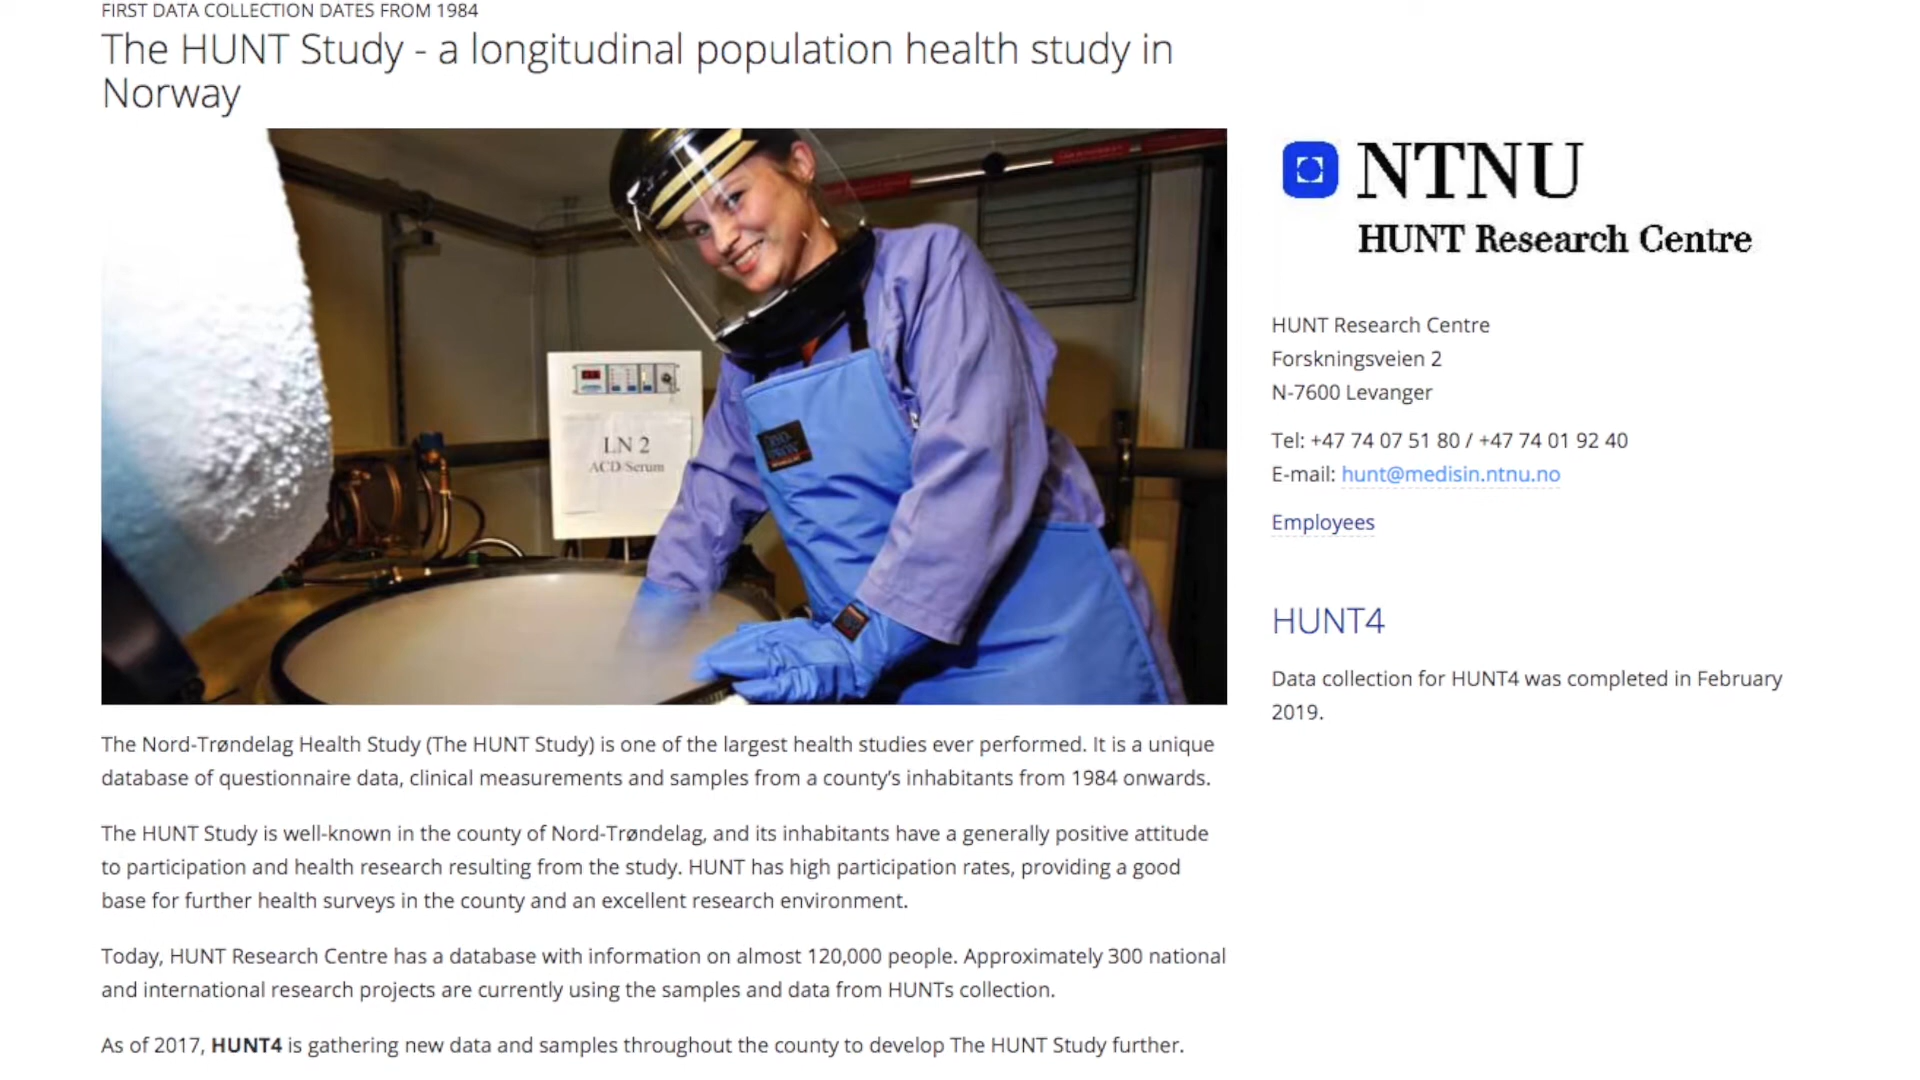 FIRST DATA COLLECTION DATES FROM 1984
The HUNT Study - a longitudinal population health study in
Norway
LN 2
ACD/Serum
The Nord-Trøndelag Health Study (The HUNT Study) is one of the largest health studies ever performed. It is a unique
database of questionnaire data, clinical measurements and samples from a county’s inhabitants from 1984 onwards.
The HUNT Study is well-known in the county of Nord-Trøndelag, and its inhabitants have a generally positive attitude
to participation and health research resulting from the study. HUNT has high participation rates, providing a good
base for further health surveys in the county and an excellent research environment.
Today, HUNT Research Centre has a database with information on almost 120,000 people. Approximately 300 national
and international research projects are currently using the samples and data from HUNTs collection.
As of 2017, HUNT4 is gathering new data and samples throughout the county to develop The HUNT Study further.
NTNU
HUNT Research Centre
HUNT Research Centre
Forskningsveien 2
N-7600 Levanger
Tel: +47 74 07 51 80 / +47 74 01 92 40
E-mail: hunt@medisin.ntnu.no
Employees
HUNT4
Data collection for HUNT4 was completed in February
2019.